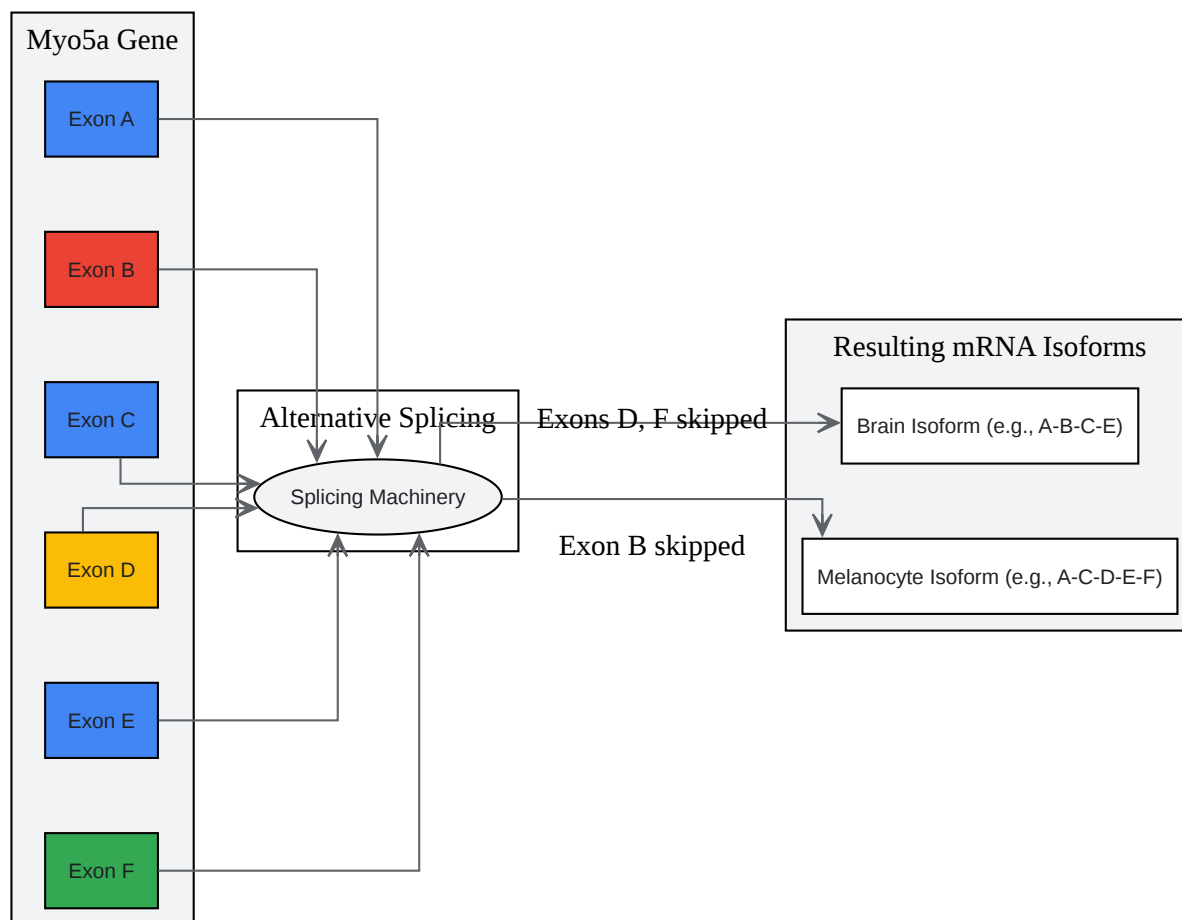 Myo5a Gene
Exon A
Exon B
Exon C
Exon D
Exon E
Exon F
Alternative Splicing
Splicing Machinery
Exons D, F skipped
Exon B skipped
Resulting mRNA Isoforms
Brain Isoform (e.g., A-B-C-E)
Melanocyte Isoform (e.g., A-C-D-E-F)